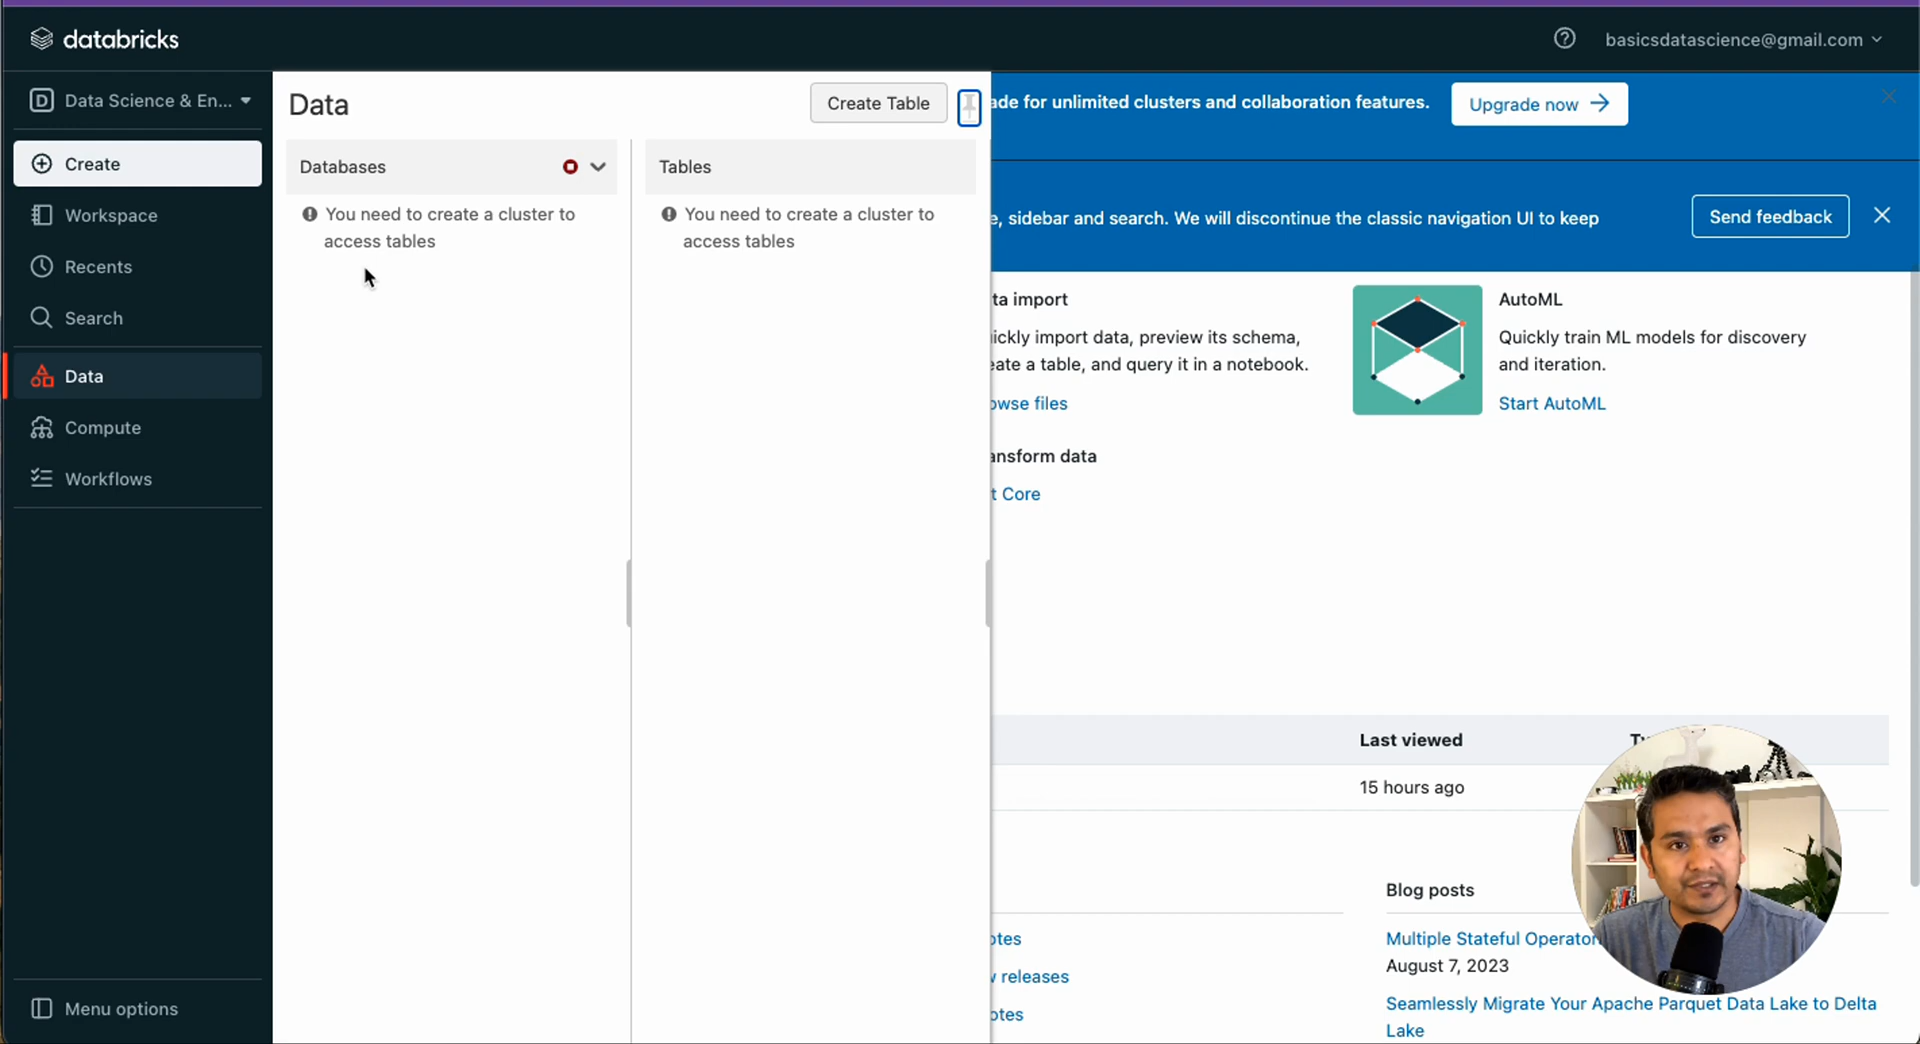 databricks
basicsdatascience@gmail.com
Data Science & En...
Create
Workspace
Recents
Search
Data
Compute
Workflows
Menu options
Data
Create Table
Databases
You need to create a cluster to
access tables
Tables
You need to create a cluster to
access tables
ade for unlimited clusters and collaboration features.
Upgrade now
e, sidebar and search. We will discontinue the classic navigation UI to keep
Send feedback
ta import
ickly import data, preview its schema,
eate a table, and query it in a notebook.
owse files
AutoML
Quickly train ML models for discovery
and iteration.
Start AutoML
ansform data
t Core
Last viewed
Ty
15 hours ago
otes
w releases
otes
Blog posts
Multiple Stateful Operator
August 7, 2023
Seamlessly Migrate Your Apache Parquet Data Lake to Delta
Lake